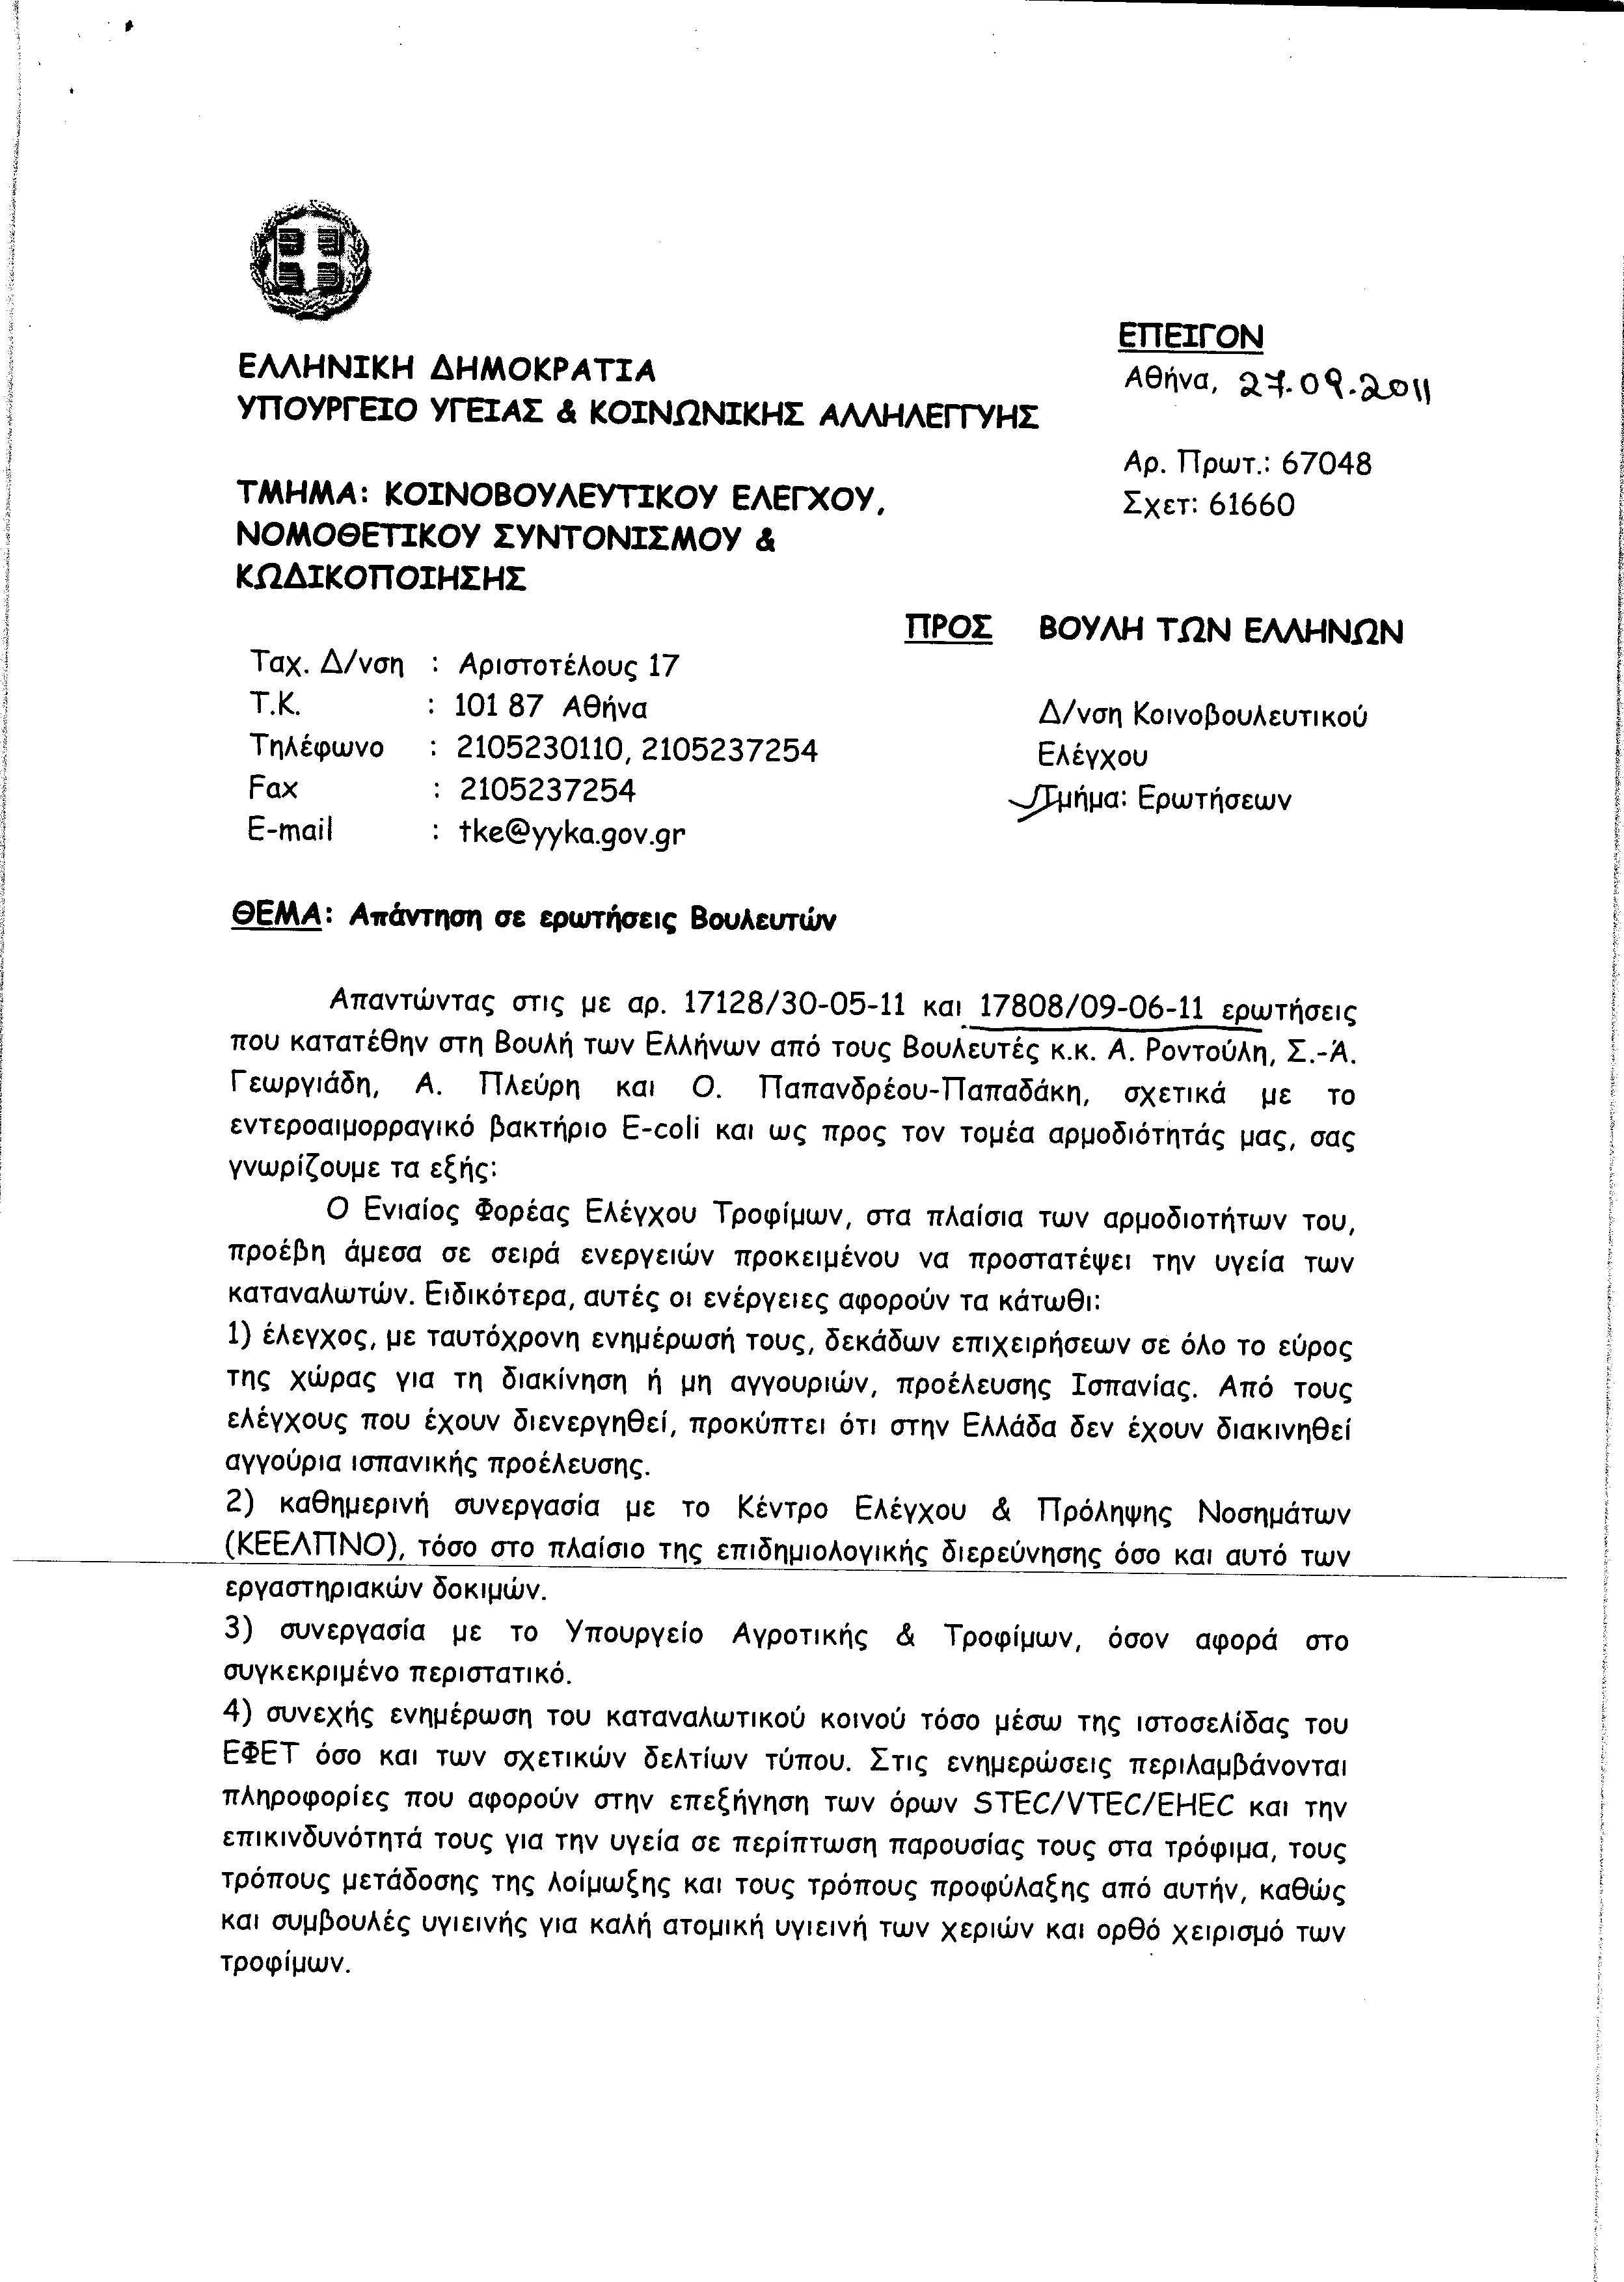 ΕΛΛΗΝΙΚΗ ΔΗΜΟΚΡΑΤΙΑ
ΥΠΟΥΡΓΕΙΟ ΥΓΕΙΑΣ & ΚΟΙΝΩΝΙΚΗΣ ΑΛΛΗΛΕΓΓΥΗΣ
ΤΜΗΜΑ: ΚΟΙΝΟΒΟΥΛΕΥΤΙΚΟΥ ΕΛΕΓΧΟΥ,
ΝΟΜΟΘΕΤΙΚΟΥ ΣΥΝΤΟΝΙΣΜΟΥ &
ΚΩΔΙΚΟΠΟΙΗΣΗΣ
Ταχ. Δ/νση : Αριστοτέλους 17
Τ.Κ. : 101 87 Αθήνα
Τηλέφωνο : 2105230110, 2105237254
Fax : 2105237254
E-mail : tke@yyka.gov.gr
ΕΠΕΙΓΟΝ
Αθήνα, 27.09.2011
Αρ. Πρωτ.: 67048
Σχετ: 61660
ΠΡΟΣ ΒΟΥΛΗ ΤΩΝ ΕΛΛΗΝΩΝ
Δ/νση Κοινοβουλευτικού
Ελέγχου
Τμήμα: Ερωτήσεων
ΘΕΜΑ: Απάντηση σε ερωτήσεις Βουλευτών
Απαντώντας στις με αρ. 17128/30-05-11 και 17808/09-06-11 ερωτήσεις
που κατατέθην στη Βουλή των Ελλήνων από τους Βουλευτές κ.κ. Α. Ροντούλη, Σ.-Ά.
Γεωργιάδη, Α. Πλεύρη και Ο. Παπανδρέου-Παπαδάκη, σχετικά με το
εντεροαιμορραγικό βακτήριο E-coli και ως προς τον τομέα αρμοδιότητάς μας, σας
γνωρίζουμε τα εξής:
Ο Ενιαίος Φορέας Ελέγχου Τροφίμων, στα πλαίσια των αρμοδιοτήτων του,
προέβη άμεσα σε σειρά ενεργειών προκειμένου να προστατέψει την υγεία των
καταναλωτών. Ειδικότερα, αυτές οι ενέργειες αφορούν τα κάτωθι:
1) έλεγχος, με ταυτόχρονη ενημέρωσή τους, δεκάδων επιχειρήσεων σε όλο το εύρος
της χώρας για τη διακίνηση ή μη αγγουριών, προέλευσης Ισπανίας. Από τους
ελέγχους που έχουν διενεργηθεί, προκύπτει ότι στην Ελλάδα δεν έχουν διακινηθεί
αγγούρια ισπανικής προέλευσης.
2) καθημερινή συνεργασία με το Κέντρο Ελέγχου & Πρόληψης Νοσημάτων
(ΚΕΕΛΠΝΟ), τόσο στο πλαίσιο της επιδημιολογικής διερεύνησης όσο και αυτό των
εργαστηριακών δοκιμών.
3) συνεργασία με το Υπουργείο Αγροτικής & Τροφίμων, όσον αφορά στο
συγκεκριμένο περιστατικό.
4) συνεχής ενημέρωση του καταναλωτικού κοινού τόσο μέσω της ιστοσελίδας του
ΕΦΕΤ όσο και των σχετικών δελτίων τύπου. Στις ενημερώσεις περιλαμβάνονται
πληροφορίες που αφορούν στην επεξήγηση των όρων STEC/VTEC/EHEC και την
επικινδυνότητά τους για την υγεία σε περίπτωση παρουσίας τους στα τρόφιμα, τους
τρόπους μετάδοσης της λοίμωξης και τους τρόπους προφύλαξης από αυτήν, καθώς
και συμβουλές υγιεινής για καλή ατομική υγιεινή των χεριών και ορθό χειρισμό των
τροφίμων.